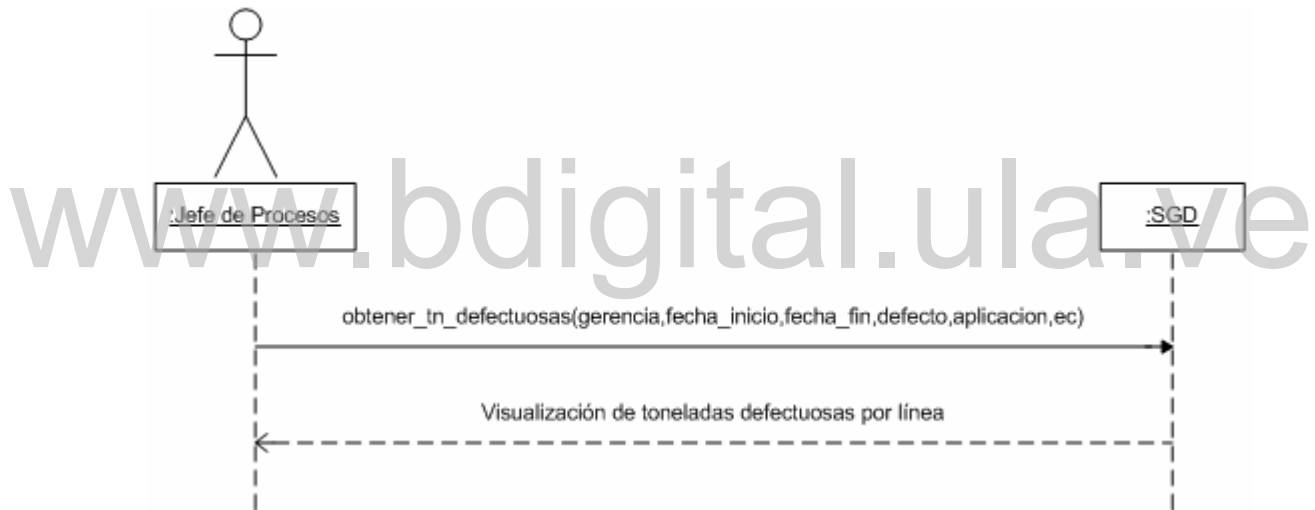 www.bdigital.ula.ve
:Jefe de Procesos
:SGD
obtener_tn_defectuosas(gerencia,fecha_inicio,fecha_fin,defecto,aplicacion,ec)
Visualización de toneladas defectuosas por línea